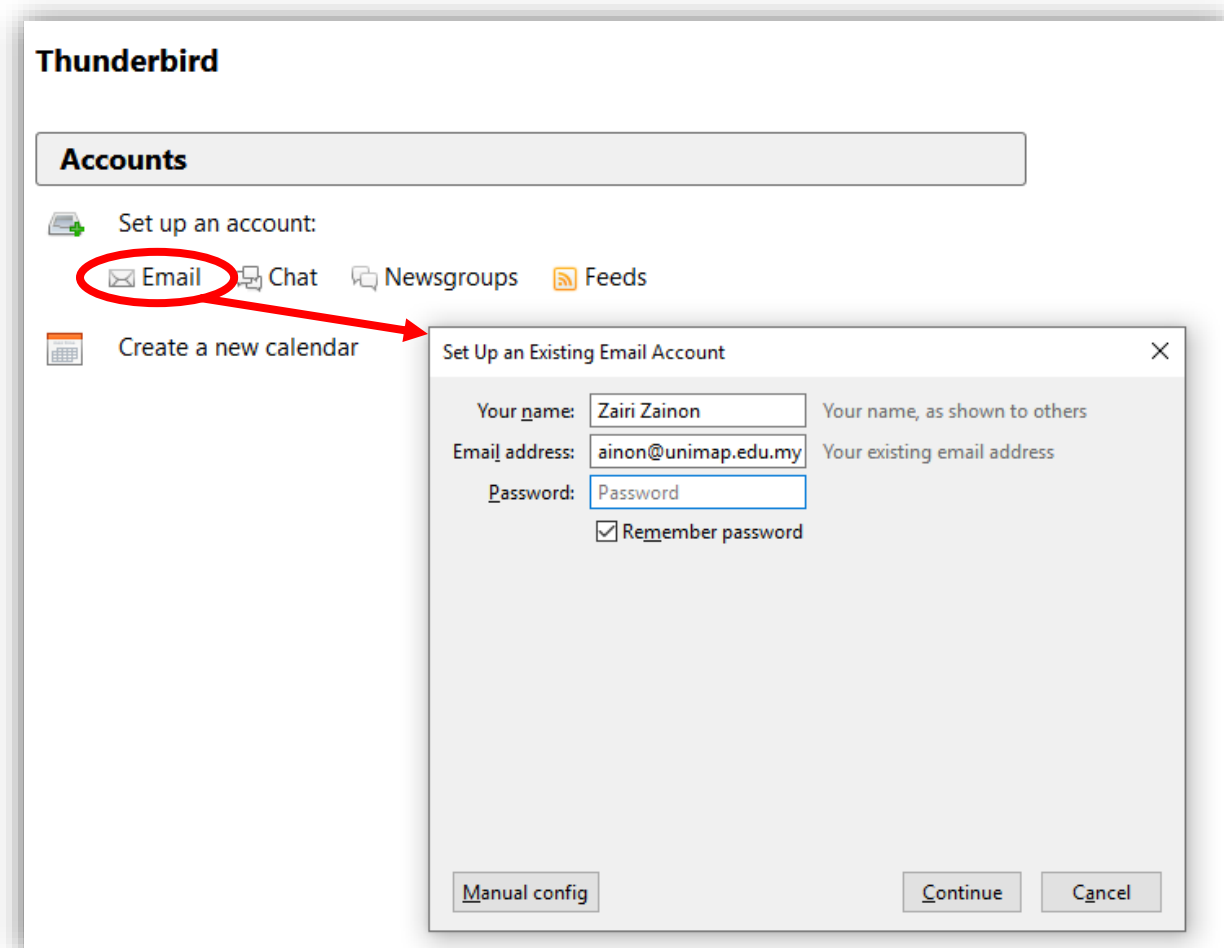 Thunderbird
Accounts
Set up an account:
Email Chat Newsgroups Feeds
Create a new calendar
Set Up an Existing Email Account
Your name: Zairi Zainon Your name, as shown to others
Email address: ainon@unimap.edu.my Your existing email address
Password: Password
Remember password
Manual config Continue Cancel